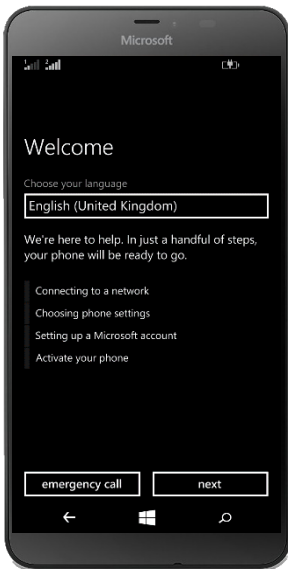 Microsoft
1 2
Welcome
Choose your language
English (United Kingdom)
We're here to help. In just a handful of steps,
your phone will be ready to go.
Connecting to a network
Choosing phone settings
Setting up a Microsoft account
Activate your phone
emergency call next